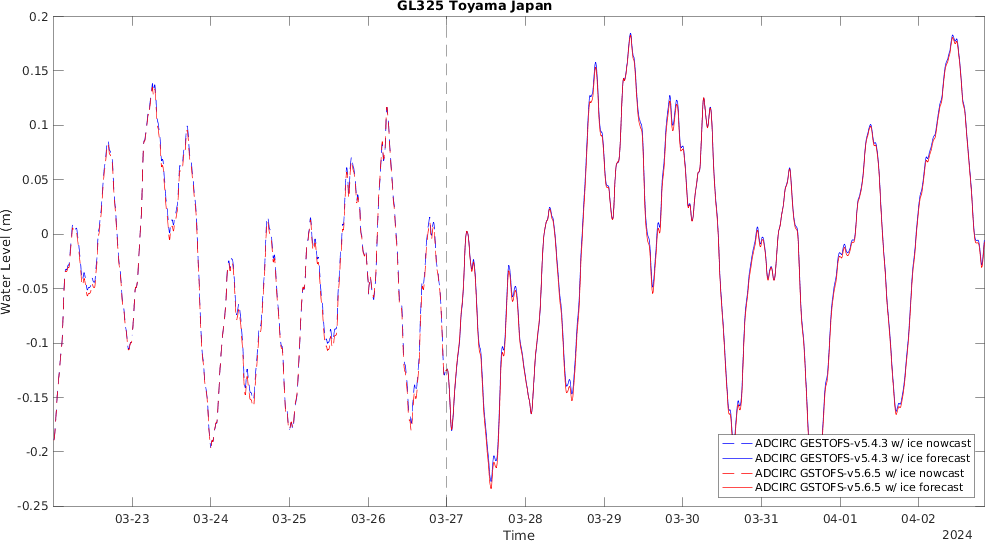 GL325 Toyama Japan
0.2
0.15
0.1
0.05
0
-0.05
-0.1
-0.15
-0.2
-0.25
Water Level (m)
ADCIRC GESTOFS-v5.4.3 w/ ice nowcast
ADCIRC GESTOFS-v5.4.3 w/ ice forecast
ADCIRC GSTOFS-v5.6.5 w/ ice nowcast
ADCIRC GSTOFS-v5.6.5 w/ ice forecast
03-23 03-24 03-25 03-26 03-27 03-28 03-29 03-30 03-31 04-01 04-02
Time
2024